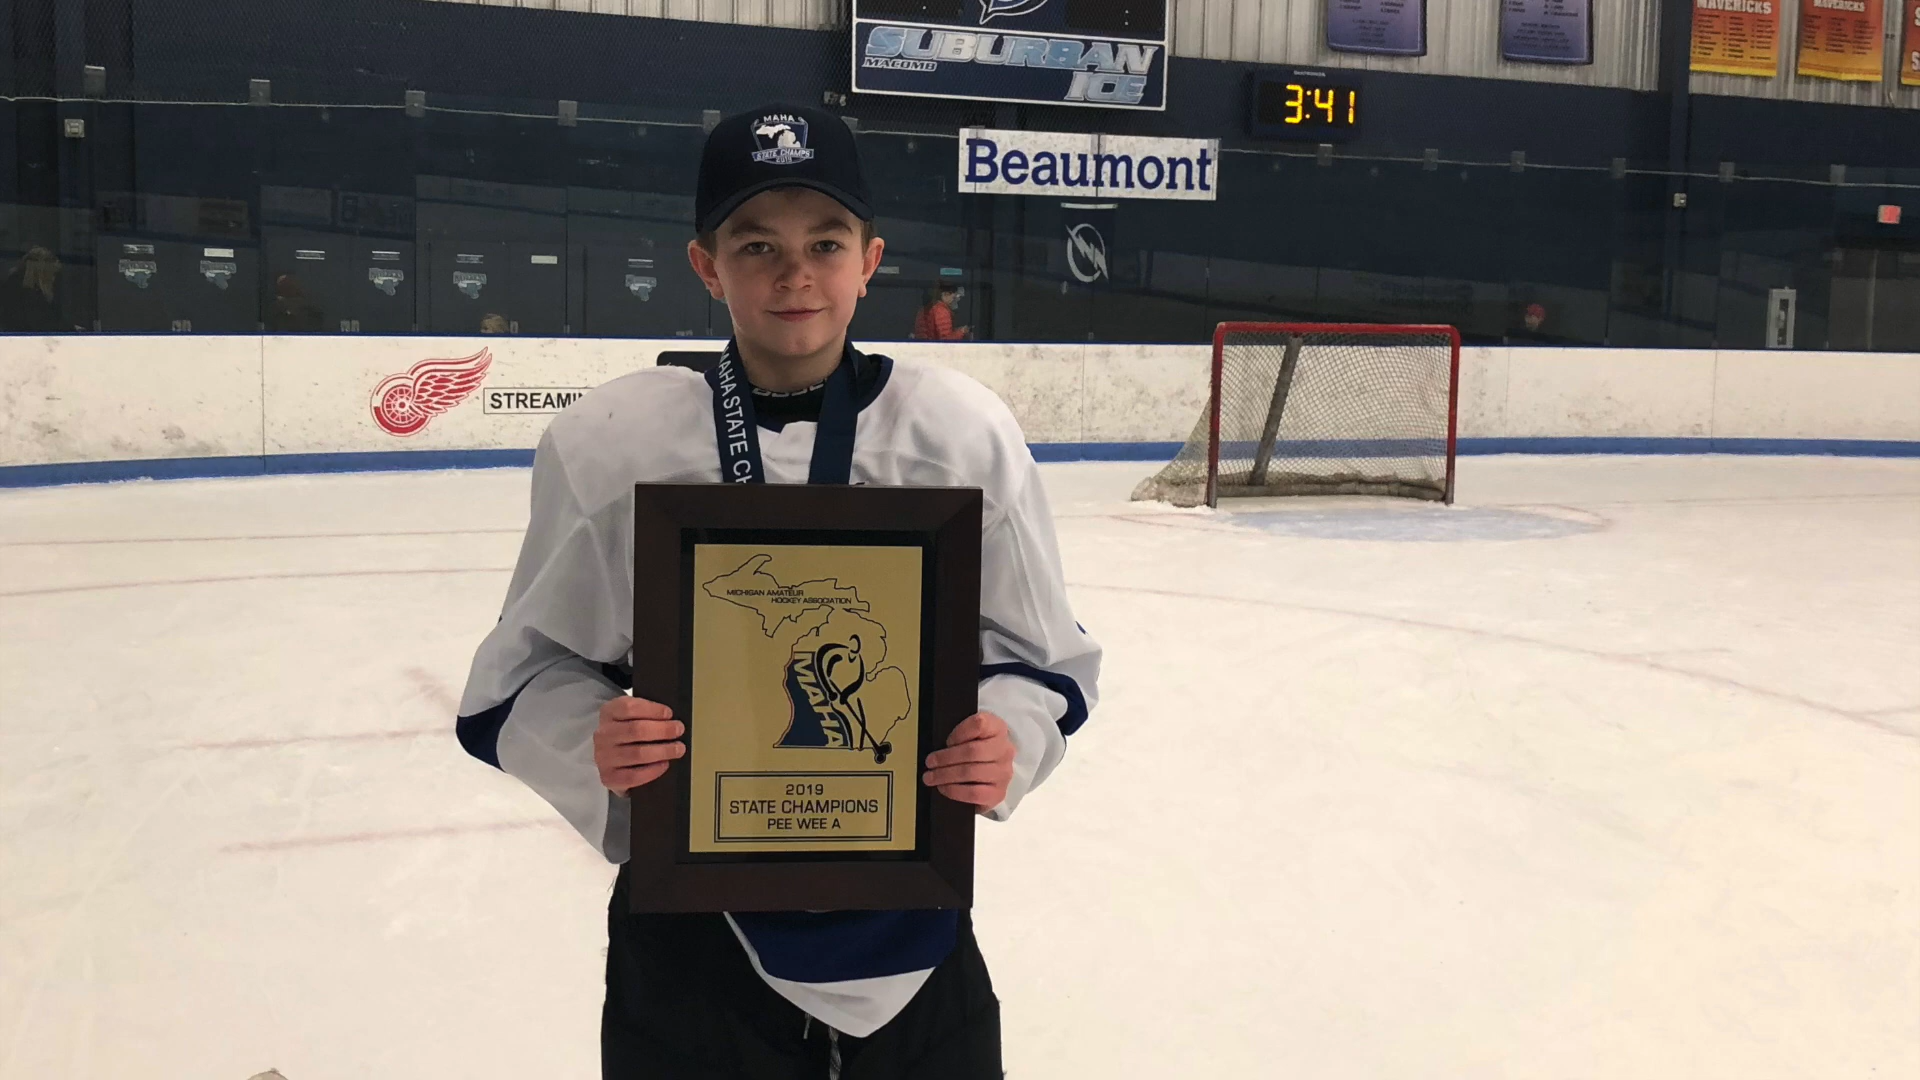 SUBURBAN
MACOMB
ICE
3:41
MAVERICKS
MAVERICKS
Beaumont
MAHA
STATE CHAMPS
2019
STREAMIN
MAHA STATE CH
MICHIGAN AMATEUR
HOCKEY ASSOCIATION
MAHA
2019
STATE CHAMPIONS
PEE WEE A